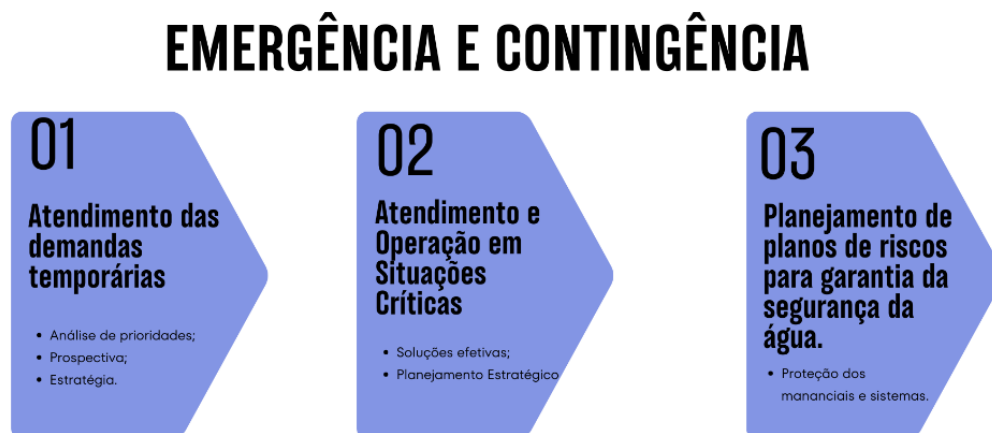 EMERGÊNCIA E CONTINGÊNCIA
01
Atendimento das
demandas
temporárias
• Análise de prioridades;
• Prospectiva;
• Estratégia.
02
Atendimento e
Operação em
Situações
Críticas
• Soluções efetivas;
• Planejamento Estratégico
03
Planejamento de
planos de riscos
para garantia da
segurança da
água.
• Proteção dos
mananciais e sistemas.